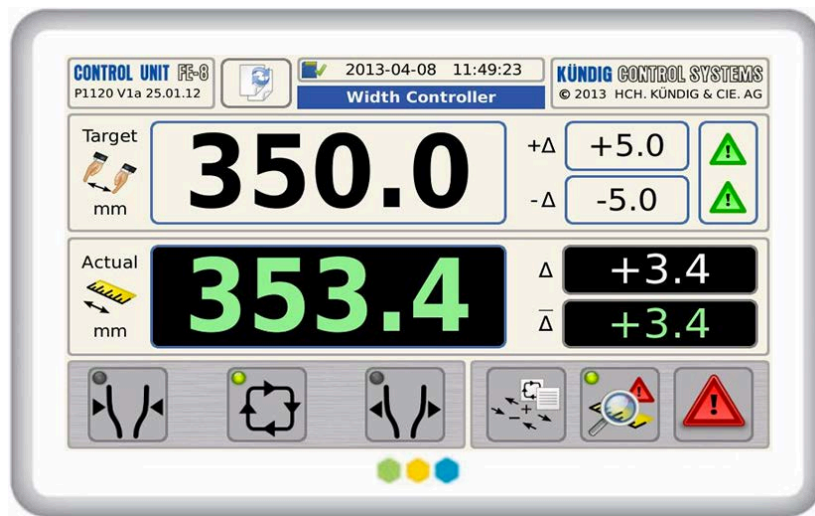 CONTROL UNIT FE-8
P1120 V1a 25.01.12
2013-04-08 11:49:23
Width Controller
KÜNDIG CONTROL SYSTEMS
© 2013 HCH. KÜNDIG & CIE. AG
Target
mm
350.0
+Δ +5.0
-Δ -5.0
Actual
mm
353.4
Δ +3.4
Δ̅ +3.4